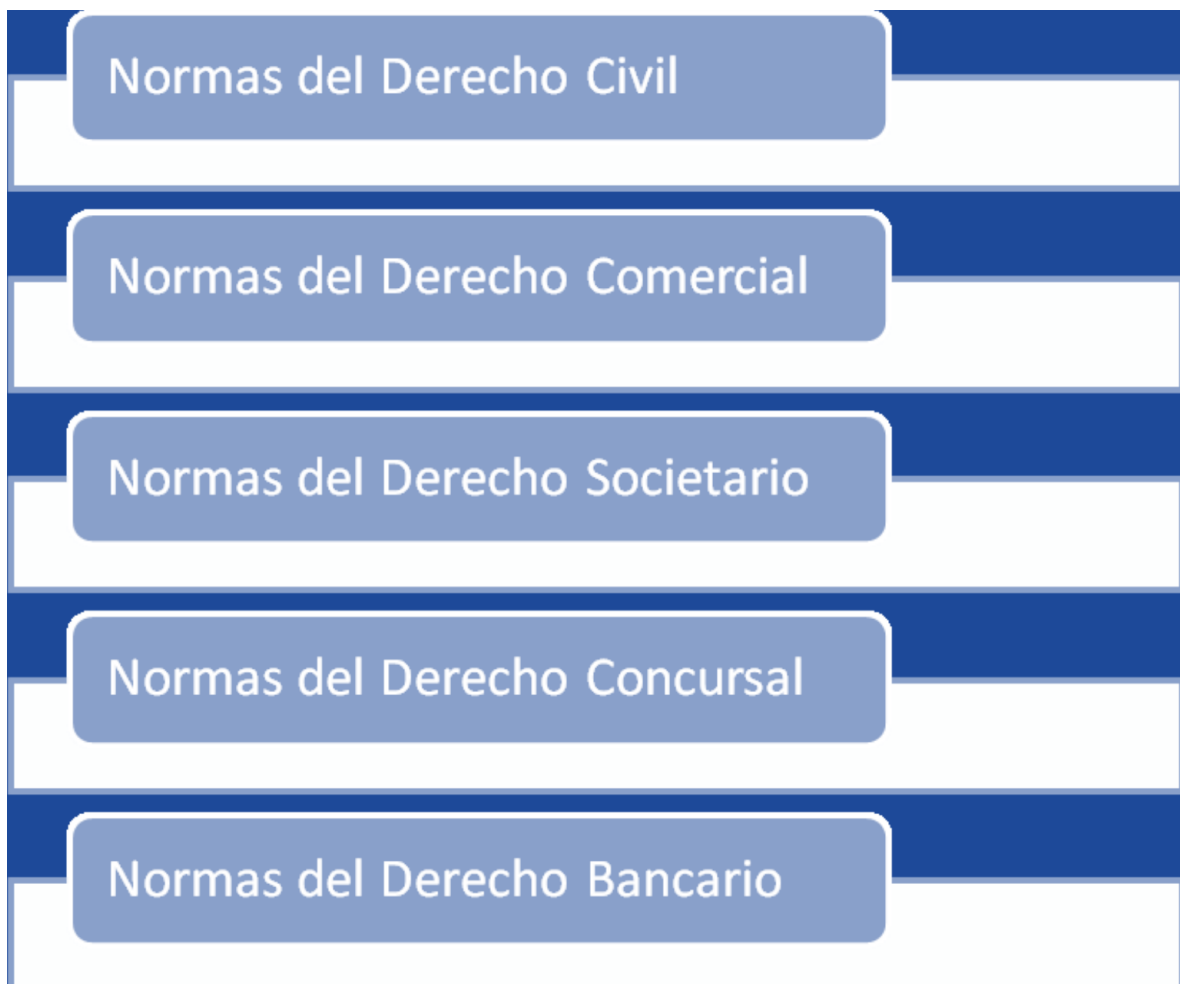 Normas del Derecho Civil
Normas del Derecho Comercial
Normas del Derecho Societario
Normas del Derecho Concursal
Normas del Derecho Bancario